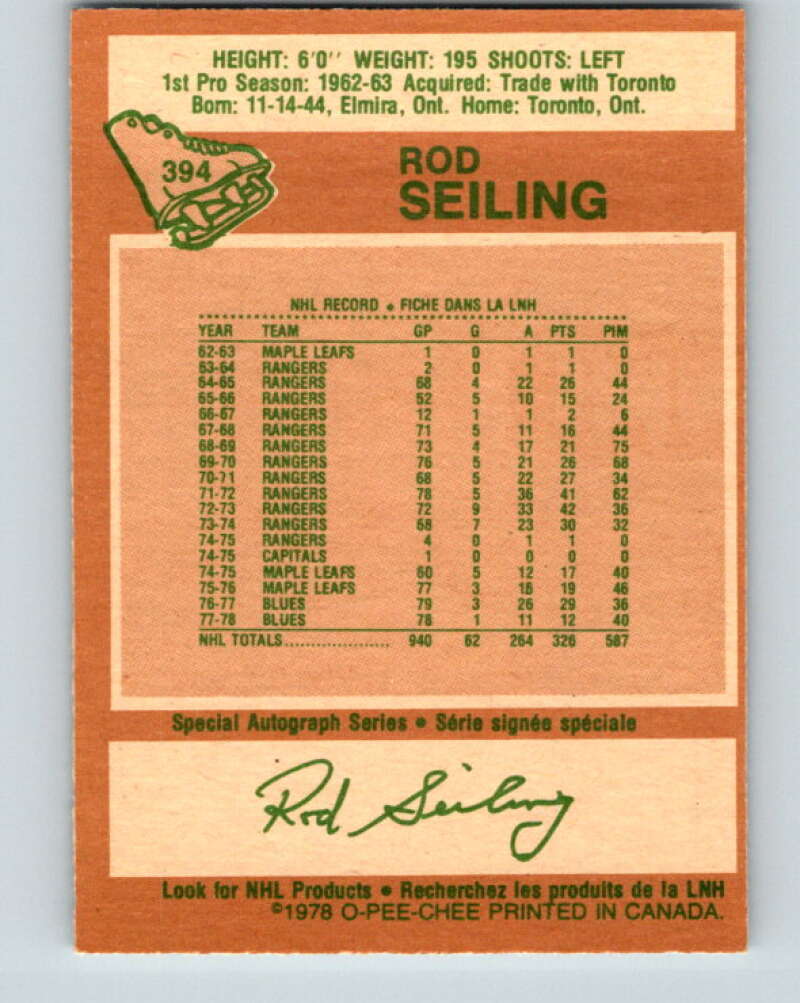 HEIGHT: 6'0'' WEIGHT: 195 SHOOTS: LEFT
1st Pro Season: 1962-63 Acquired: Trade with Toronto
Born: 11-14-44, Elmira, Ont. Home: Toronto, Ont.
394
ROD
SEILING
NHL RECORD • FICHE DANS LA LNH
YEAR TEAM GP G A PTS PIM
62-63 MAPLE LEAFS 1 0 1 1 0
63-64 RANGERS 2 0 1 1 0
64-65 RANGERS 68 4 22 26 44
65-66 RANGERS 52 5 10 15 24
66-67 RANGERS 12 1 1 2 6
67-68 RANGERS 71 5 11 16 44
68-69 RANGERS 73 4 17 21 75
69-70 RANGERS 76 5 21 26 68
70-71 RANGERS 68 5 22 27 34
71-72 RANGERS 78 5 36 41 62
72-73 RANGERS 72 9 33 42 36
73-74 RANGERS 68 7 23 30 32
74-75 RANGERS 4 0 1 1 0
74-75 CAPITALS 1 0 0 0 0
74-75 MAPLE LEAFS 60 5 12 17 40
75-76 MAPLE LEAFS 77 3 16 19 46
76-77 BLUES 79 3 26 29 36
77-78 BLUES 78 1 11 12 40
NHL TOTALS.................... 940 62 264 326 587
Special Autograph Series • Série signée spéciale
Rod Seiling
Look for NHL Products • Recherchez les produits de la LNH
©1978 O-PEE-CHEE PRINTED IN CANADA.